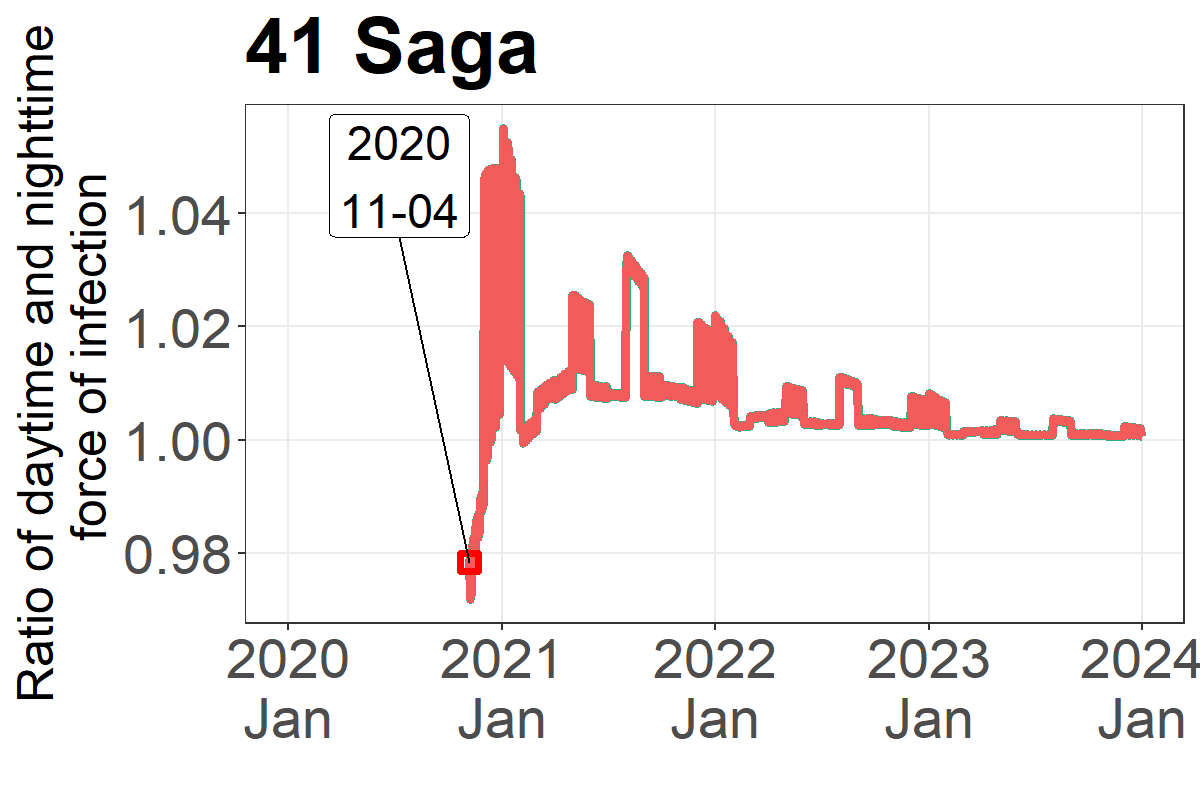 41 Saga
Ratio of daytime and nighttime
force of infection
1.04
1.02
1.00
0.98
2020
11-04
2020 2021 2022 2023 2024
Jan Jan Jan Jan Jan